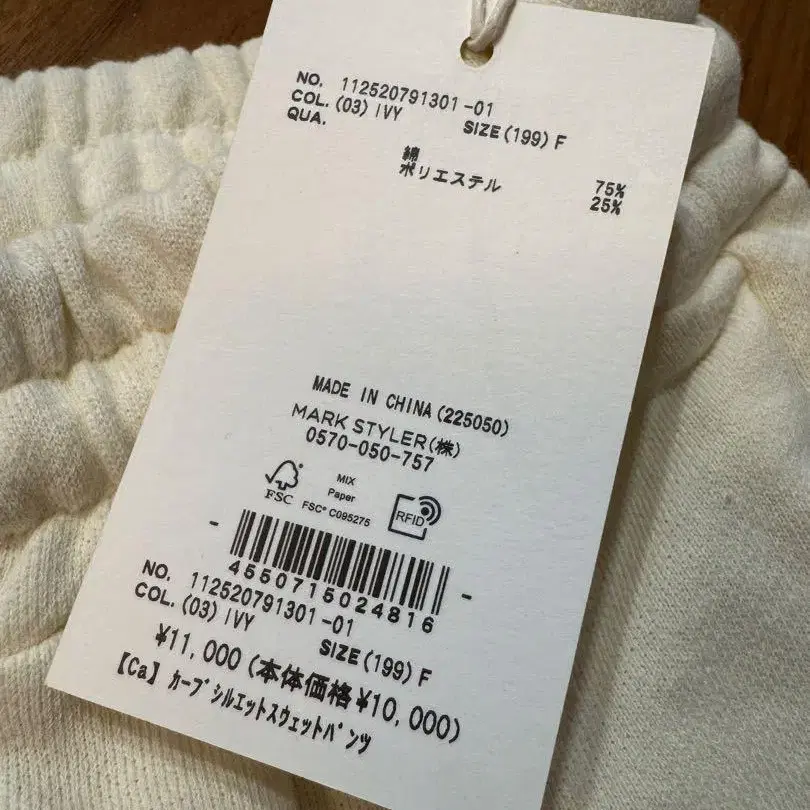 NO. 112520791301-01
COL. (03) IVY SIZE (199) F
QUA.
綿 75%
ポリエステル 25%
MADE IN CHINA (225050)
MARK STYLER(株)
0570-050-757
FSC
MIX
Paper
FSC® C095275
RFID
4550715024816
NO. 112520791301-01
COL. (03) IVY SIZE (199) F
¥11,000 (本体価格¥10,000)
【Ca】 カーブシルエットスウェットパンツ